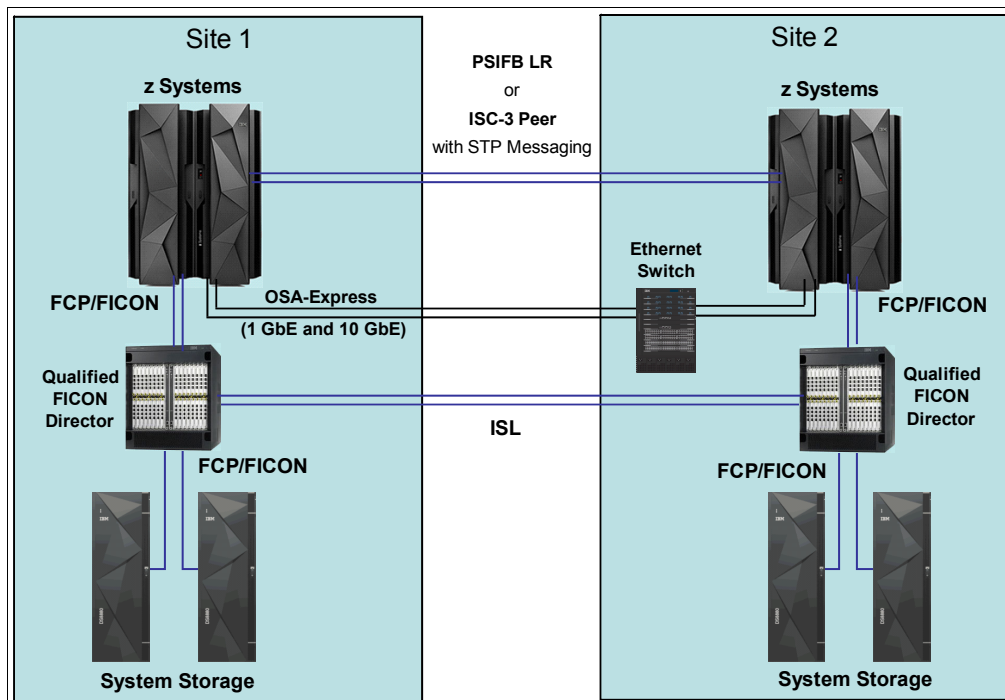 Site 1
z Systems
FCP/FICON
OSA-Express
(1 GbE and 10 GbE)
Qualified
FICON
Director
FCP/FICON
System Storage
PSIFB LR
or
ISC-3 Peer
with STP Messaging
Ethernet
Switch
ISL
Site 2
z Systems
FCP/FICON
Qualified
FICON
Director
FCP/FICON
System Storage